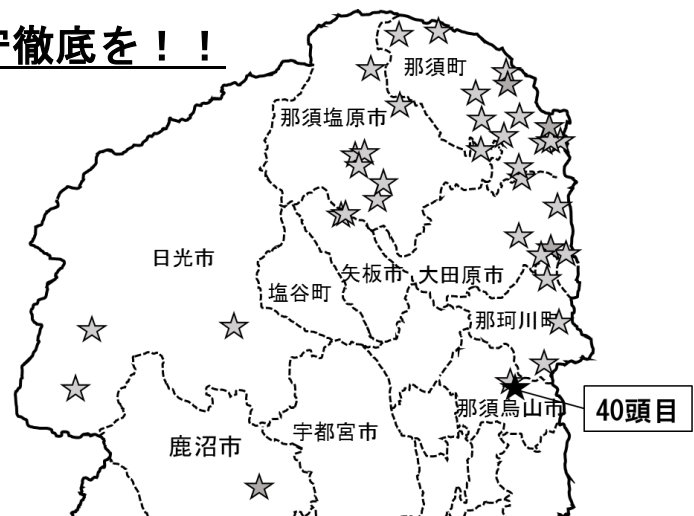 徹底を！！
那須町
那須塩原市
日光市
矢板市
大田原市
塩谷町
那珂川町
那須烏山市
40頭目
宇都宮市
鹿沼市